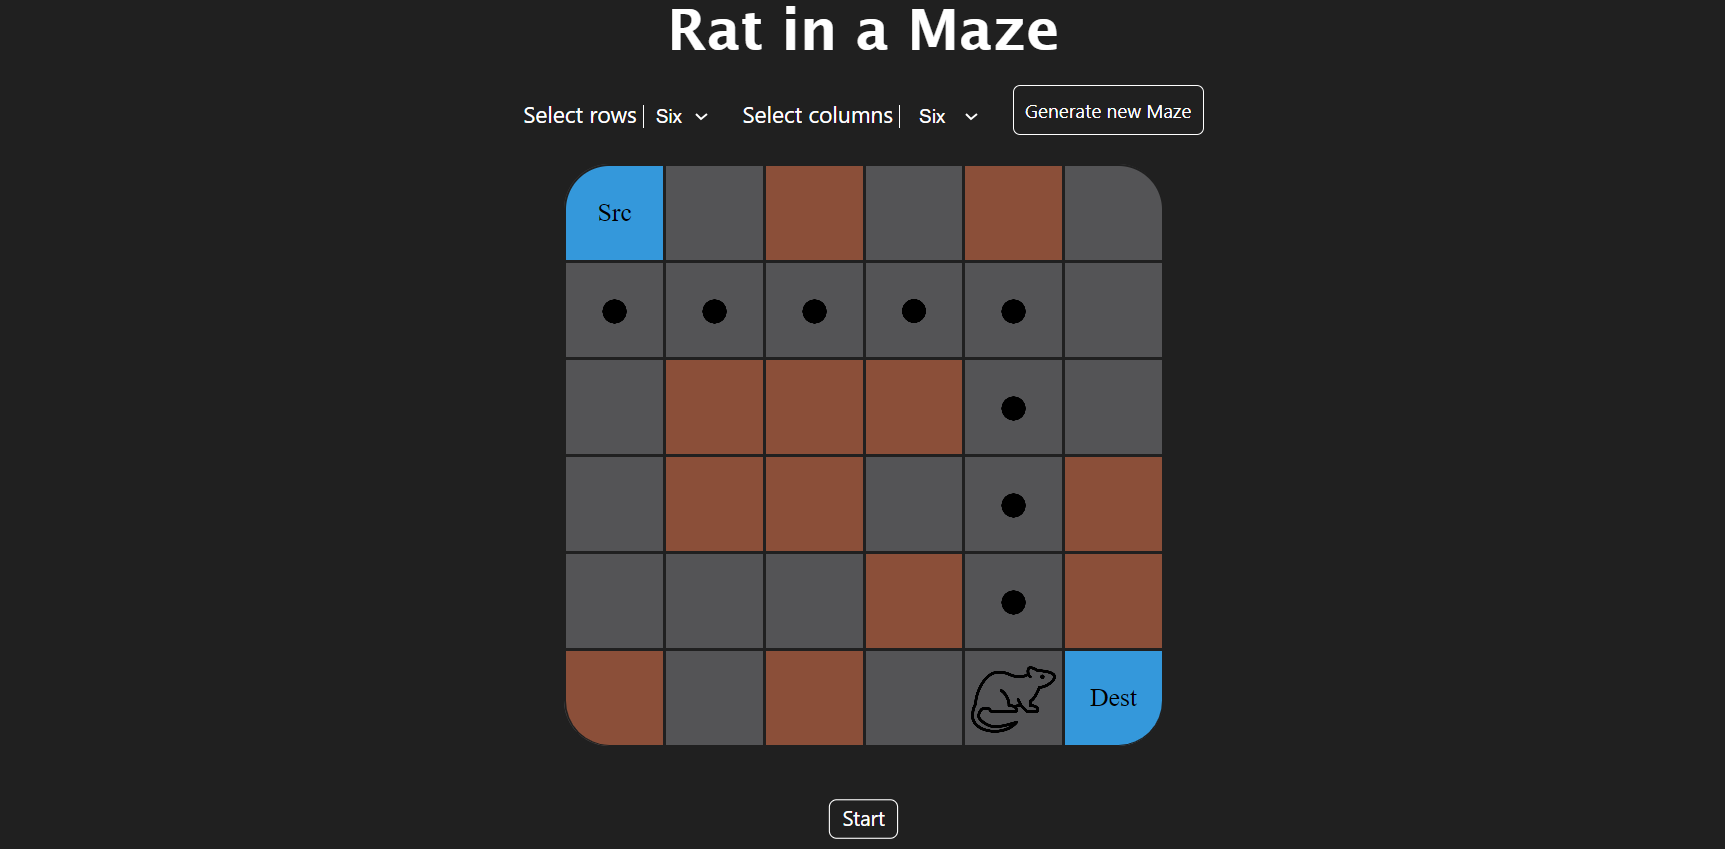 Rat in a Maze
Select rows Six Select columns Six Generate new Maze
Src
Dest
Start